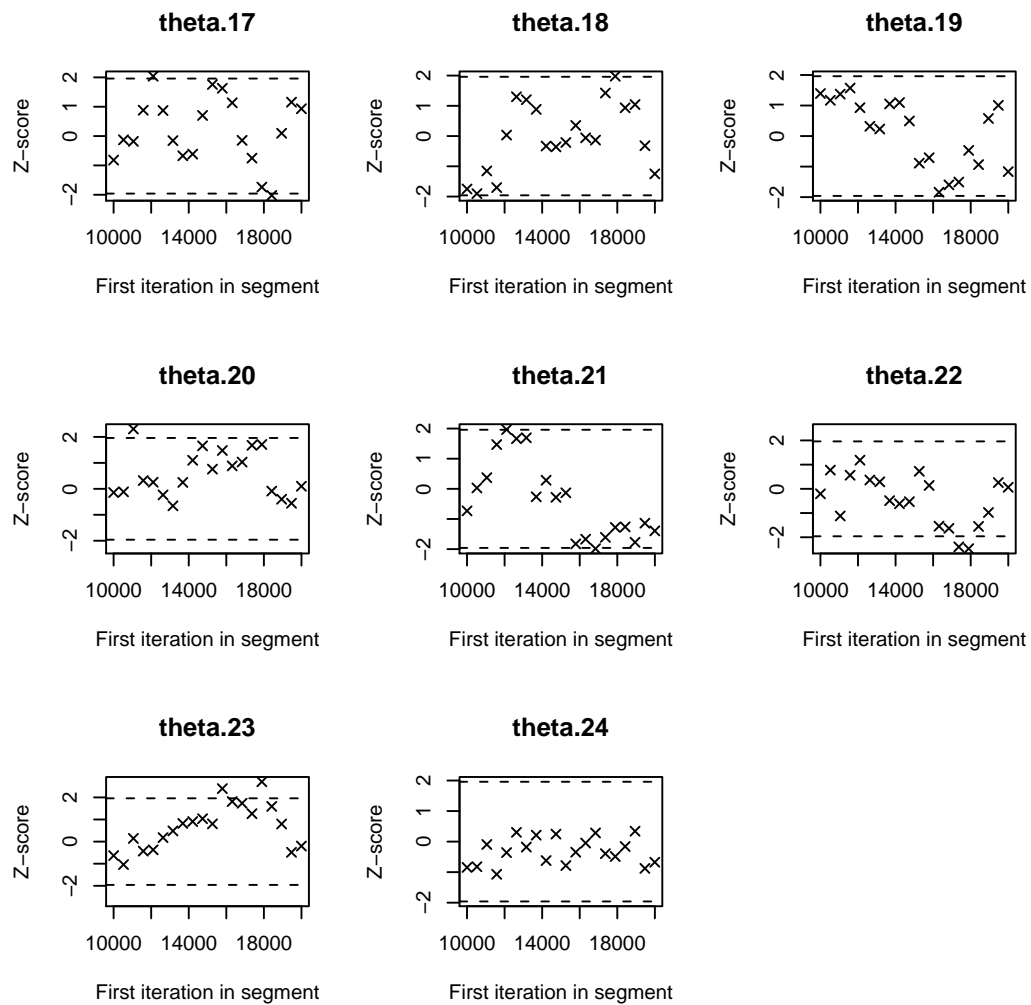 theta.17
Z−score
2
1
0
−2
10000 14000 18000
First iteration in segment
theta.18
Z−score
2
1
0
−2
10000 14000 18000
First iteration in segment
theta.19
Z−score
2
1
0
−2
10000 14000 18000
First iteration in segment
theta.20
Z−score
2
0
−2
10000 14000 18000
First iteration in segment
theta.21
Z−score
2
1
0
−2
10000 14000 18000
First iteration in segment
theta.22
Z−score
2
0
−2
10000 14000 18000
First iteration in segment
theta.23
Z−score
2
0
−2
10000 14000 18000
First iteration in segment
theta.24
Z−score
2
1
0
−2
10000 14000 18000
First iteration in segment